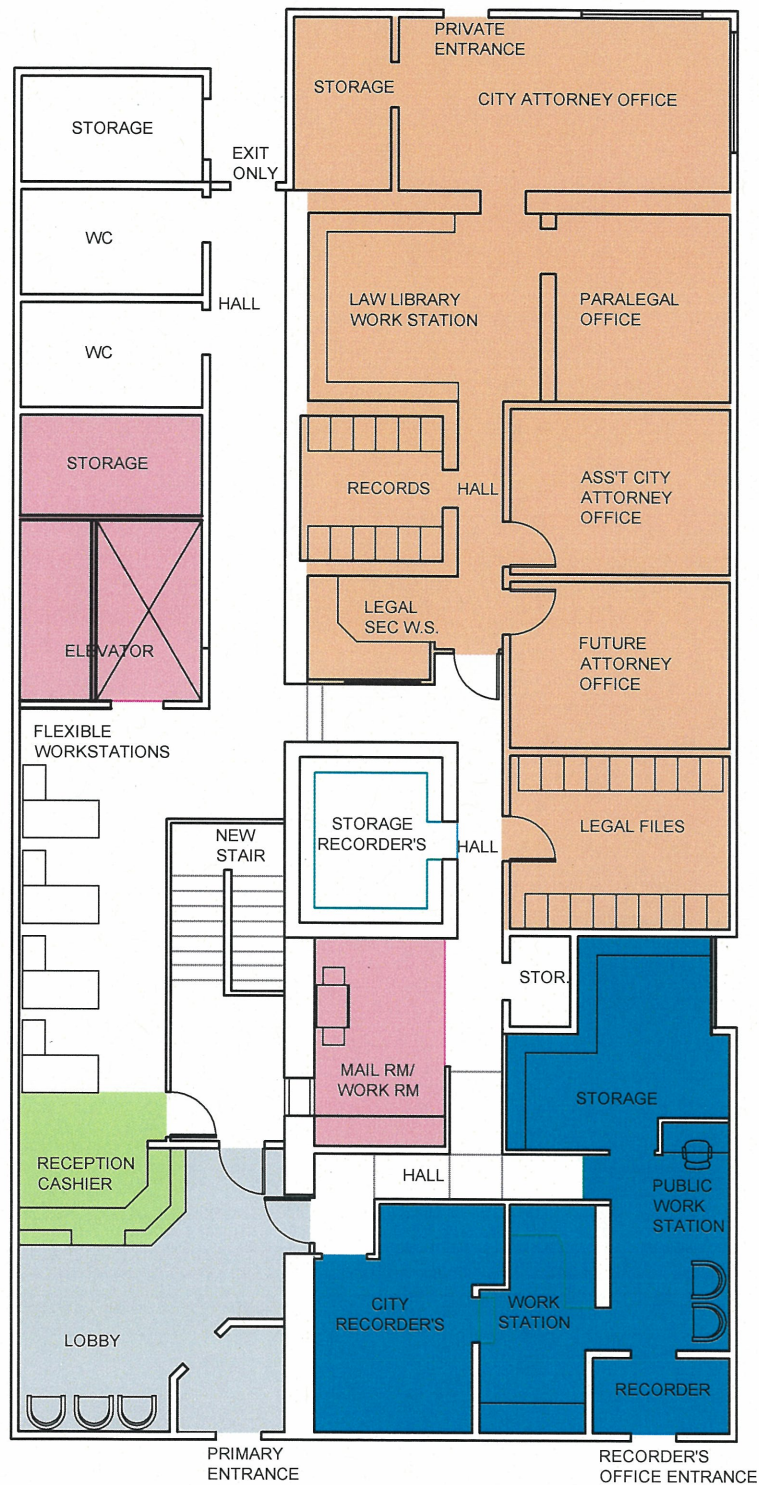 PRIVATE
ENTRANCE
STORAGE
CITY ATTORNEY OFFICE
STORAGE
EXIT
ONLY
WC
HALL
LAW LIBRARY
WORK STATION
PARALEGAL
OFFICE
WC
STORAGE
RECORDS
HALL
ASS'T CITY
ATTORNEY
OFFICE
LEGAL
SEC W.S.
ELEVATOR
FUTURE
ATTORNEY
OFFICE
FLEXIBLE
WORKSTATIONS
NEW
STAIR
STORAGE
RECORDER'S
HALL
LEGAL FILES
STOR.
MAIL RM/
WORK RM
STORAGE
RECEPTION
CASHIER
HALL
PUBLIC
WORK
STATION
CITY
RECORDER'S
WORK
STATION
LOBBY
RECORDER
PRIMARY
ENTRANCE
RECORDER'S
OFFICE ENTRANCE